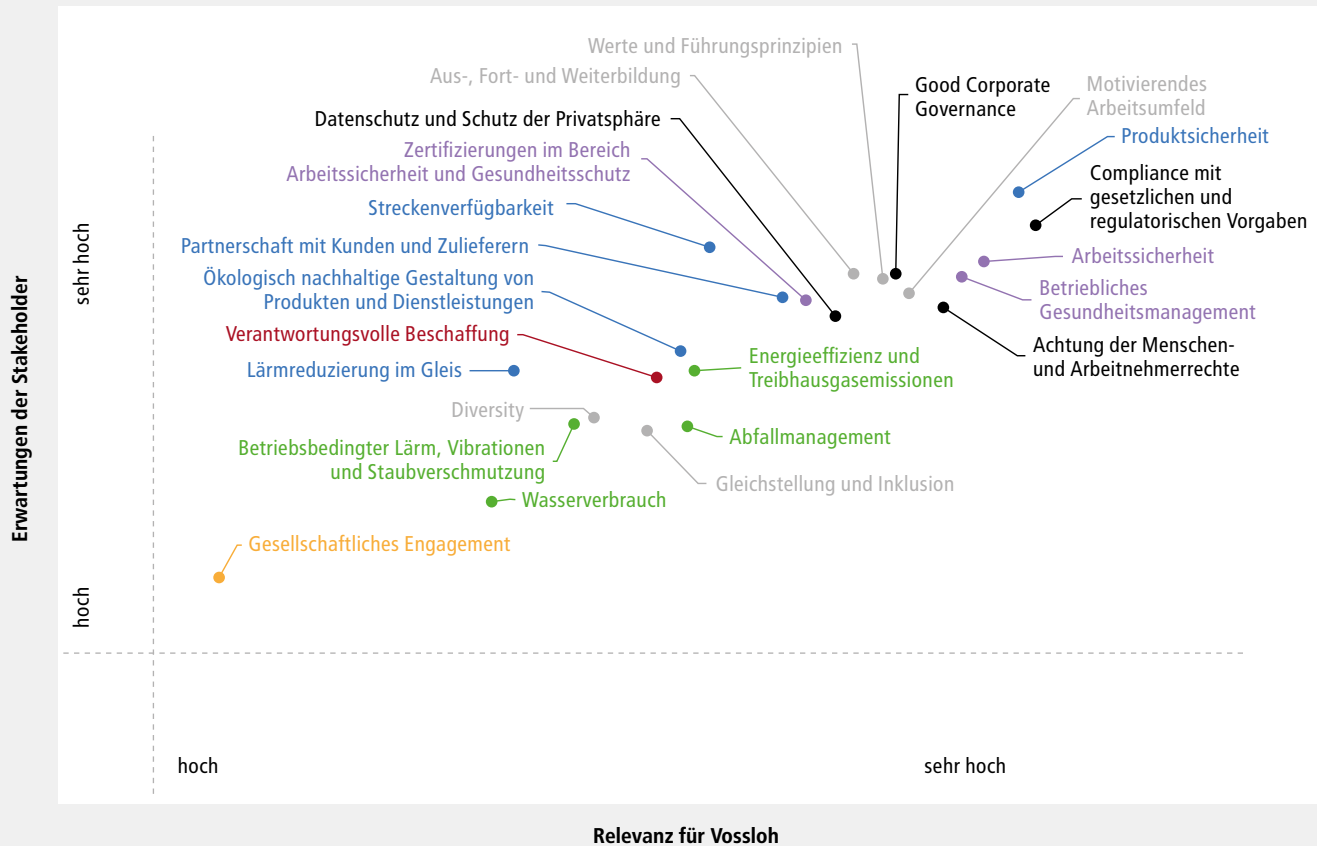 Werte und Führungsprinzipien
Aus-, Fort- und Weiterbildung
Good Corporate
Governance
Motivierendes
Arbeitsumfeld
Datenschutz und Schutz der Privatsphäre
Produktsicherheit
Zertifizierungen im Bereich
Arbeitssicherheit und Gesundheitsschutz
Compliance mit
gesetzlichen und
regulatorischen Vorgaben
Streckenverfügbarkeit
Partnerschaft mit Kunden und Zulieferern
Arbeitssicherheit
Ökologisch nachhaltige Gestaltung von
Produkten und Dienstleistungen
Betriebliches
Gesundheitsmanagement
Verantwortungsvolle Beschaffung
Achtung der Menschen-
und Arbeitnehmerrechte
Lärmreduzierung im Gleis
Energieeffizienz und
Treibhausgasemissionen
Diversity
Betriebsbedingter Lärm, Vibrationen
und Staubverschmutzung
Abfallmanagement
Gleichstellung und Inklusion
Wasserverbrauch
Gesellschaftliches Engagement
Erwartungen der Stakeholder
sehr hoch
hoch
hoch
sehr hoch
Relevanz für Vossloh